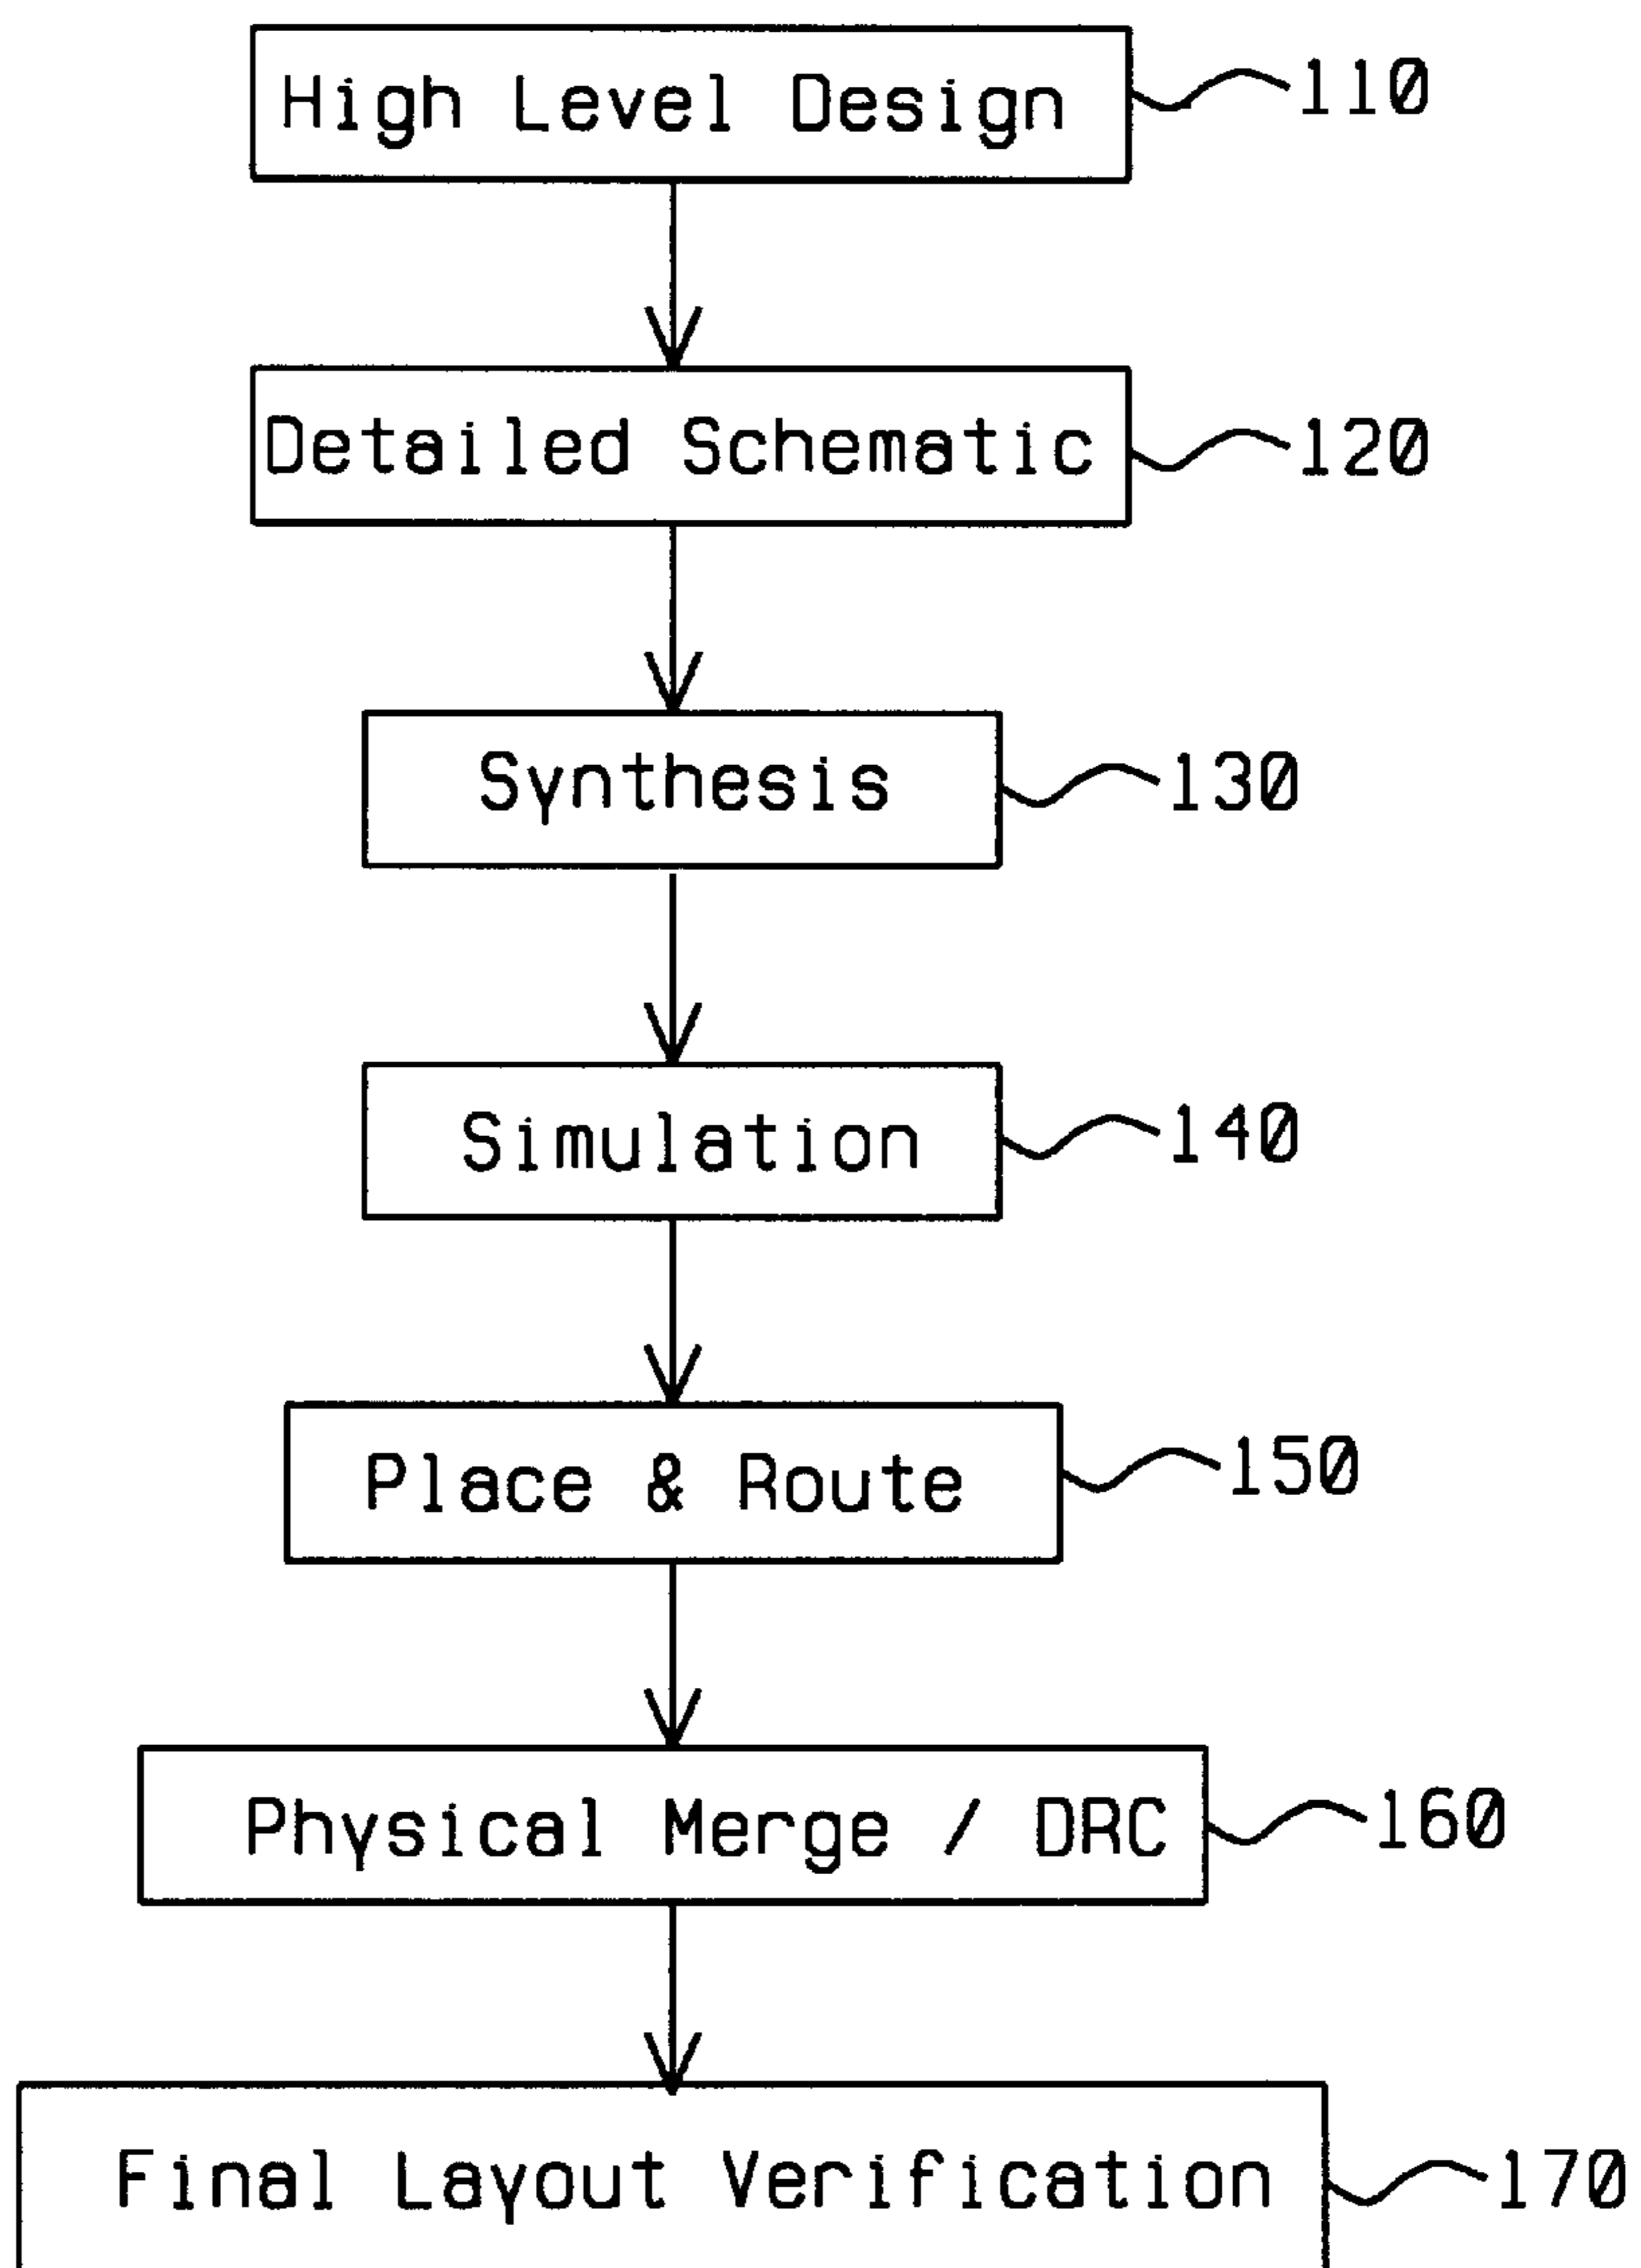 High Level Design 110
Detailed Schematic 120
Synthesis 130
Simulation 140
Place & Route 150
Physical Merge / DRC 160
Final Layout Verification 170